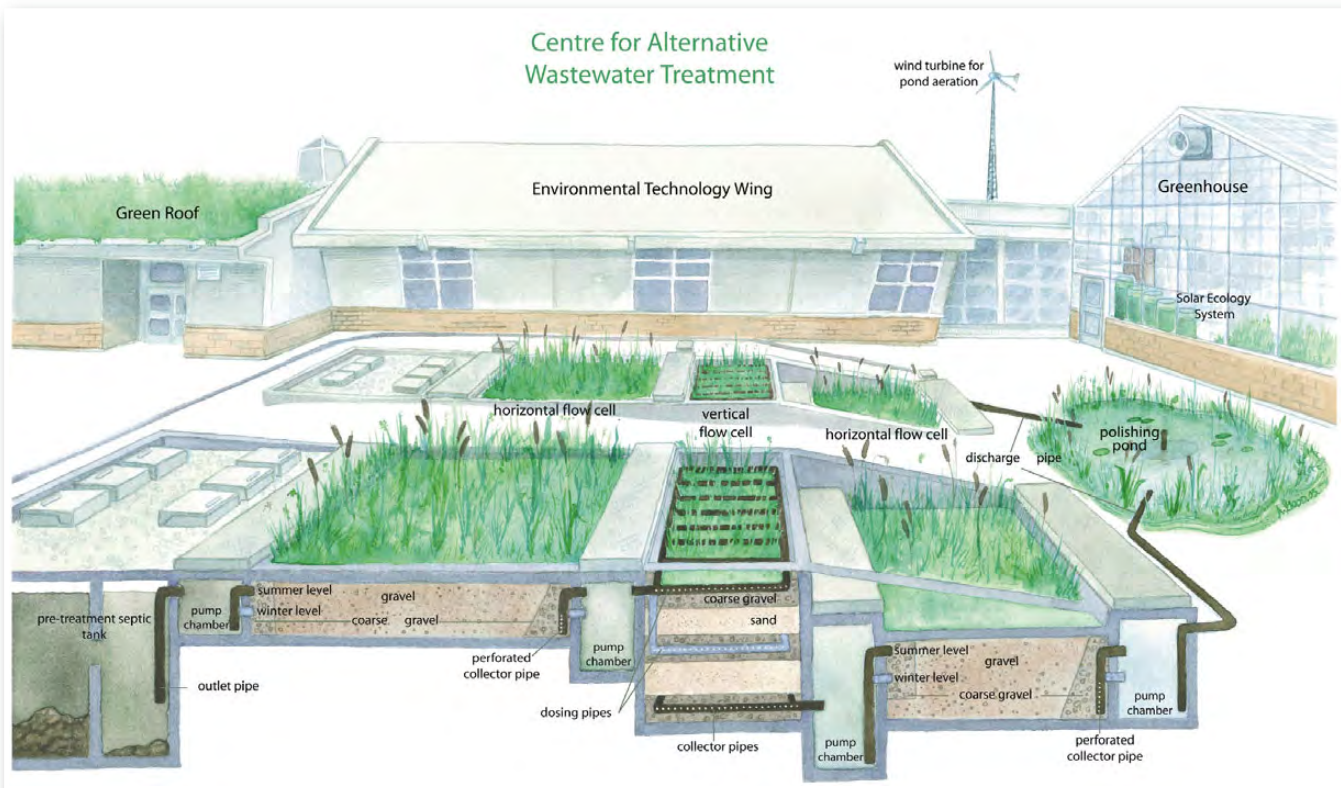 Centre for Alternative
Wastewater Treatment
wind turbine for
pond aeration
Green Roof
Environmental Technology Wing
Greenhouse
Solar Ecology
System
horizontal flow cell
vertical
flow cell
horizontal flow cell
polishing
pond
discharge pipe
pre-treatment septic
tank
outlet pipe
pump
chamber
summer level
winter level
gravel
coarse gravel
perforated
collector pipe
pump
chamber
dosing pipes
coarse gravel
sand
collector pipes
pump
chamber
summer level
winter level
gravel
coarse gravel
perforated
collector pipe
pump
chamber